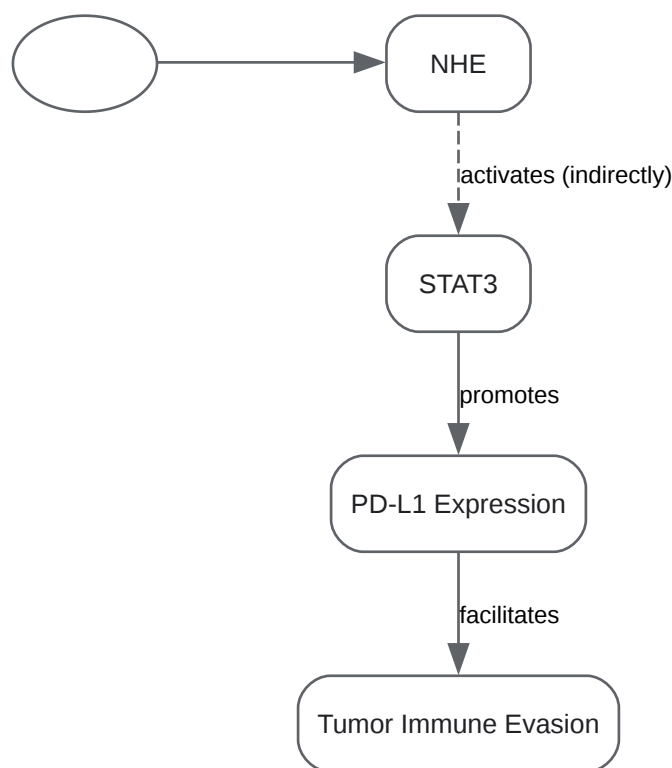 NHE
activates (indirectly)
STAT3
promotes
PD-L1 Expression
facilitates
Tumor Immune Evasion